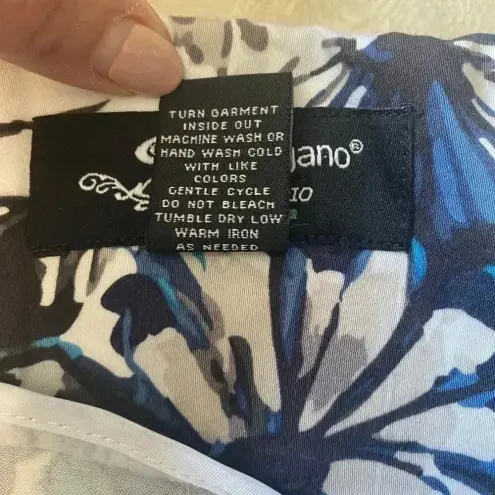 TURN GARMENT
INSIDE OUT
MACHINE WASH OR
HAND WASH COLD
WITH LIKE
COLORS
GENTLE CYCLE
DO NOT BLEACH
TUMBLE DRY LOW
WARM IRON
AS NEEDED